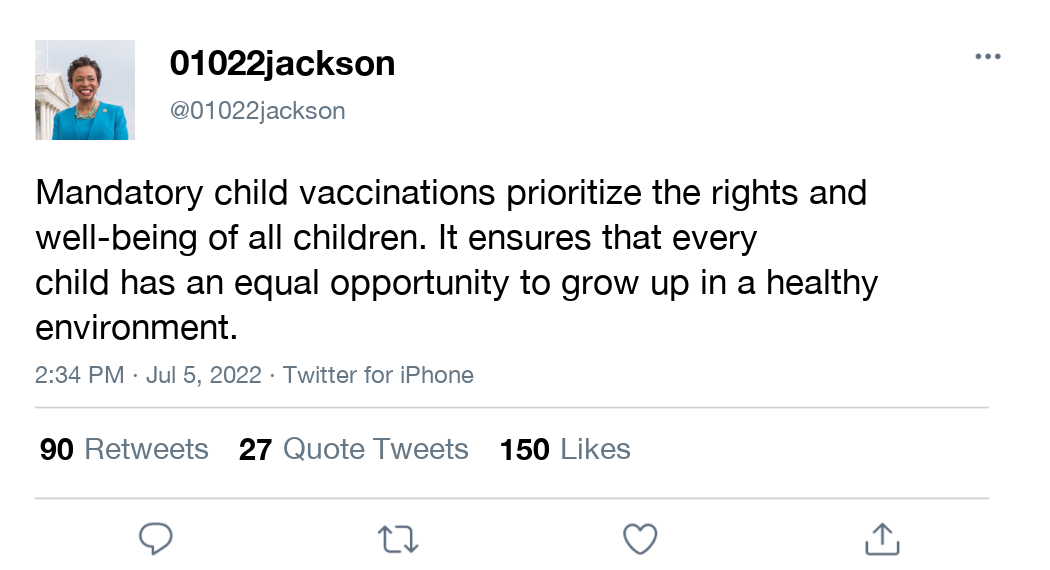 01022jackson
@01022jackson
Mandatory child vaccinations prioritize the rights and
well-being of all children. It ensures that every
child has an equal opportunity to grow up in a healthy
environment.
2:34 PM · Jul 5, 2022 · Twitter for iPhone
90 Retweets 27 Quote Tweets 150 Likes